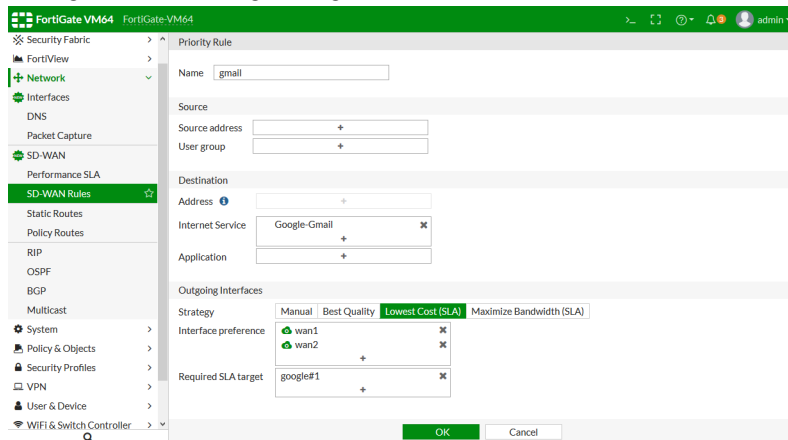 FortiGate VM64 FortiGate-VM64
admin
Security Fabric
FortiView
Network
Interfaces
DNS
Packet Capture
SD-WAN
Performance SLA
SD-WAN Rules
Static Routes
Policy Routes
RIP
OSPF
BGP
Multicast
System
Policy & Objects
Security Profiles
VPN
User & Device
WiFi & Switch Controller
Priority Rule
Name gmail
Source
Source address +
User group +
Destination
Address +
Internet Service Google-Gmail
+
Application +
Outgoing Interfaces
Strategy Manual Best Quality Lowest Cost (SLA) Maximize Bandwidth (SLA)
Interface preference wan1
wan2
+
Required SLA target google#1
+
OK Cancel